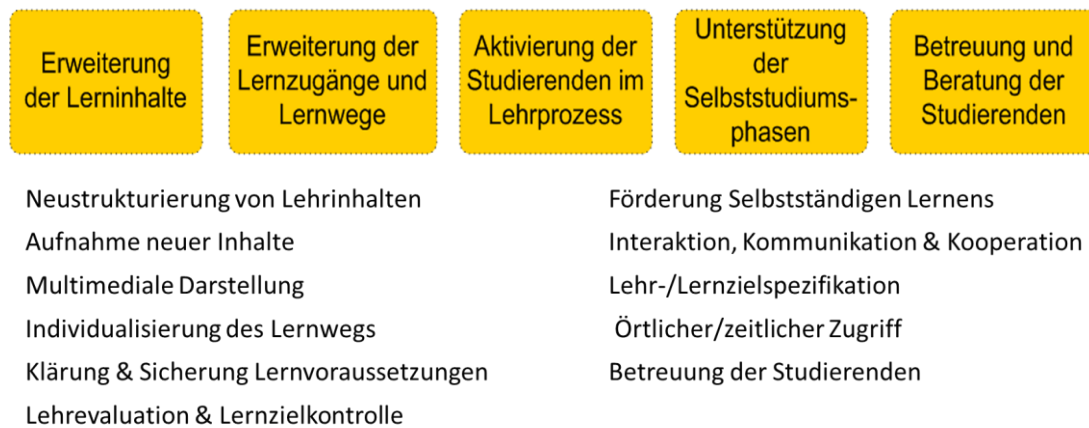 Erweiterung
der Lerninhalte
Erweiterung der
Lernzugänge und
Lernwege
Aktivierung der
Studierenden im
Lehrprozess
Unterstützung
der
Selbststudiums-
phasen
Betreuung und
Beratung der
Studierenden
Neustrukturierung von Lehrinhalten
Aufnahme neuer Inhalte
Multimediale Darstellung
Individualisierung des Lernwegs
Klärung & Sicherung Lernvoraussetzungen
Lehrevaluation & Lernzielkontrolle
Förderung Selbstständigen Lernens
Interaktion, Kommunikation & Kooperation
Lehr-/Lernzielspezifikation
Örtlicher/zeitlicher Zugriff
Betreuung der Studierenden